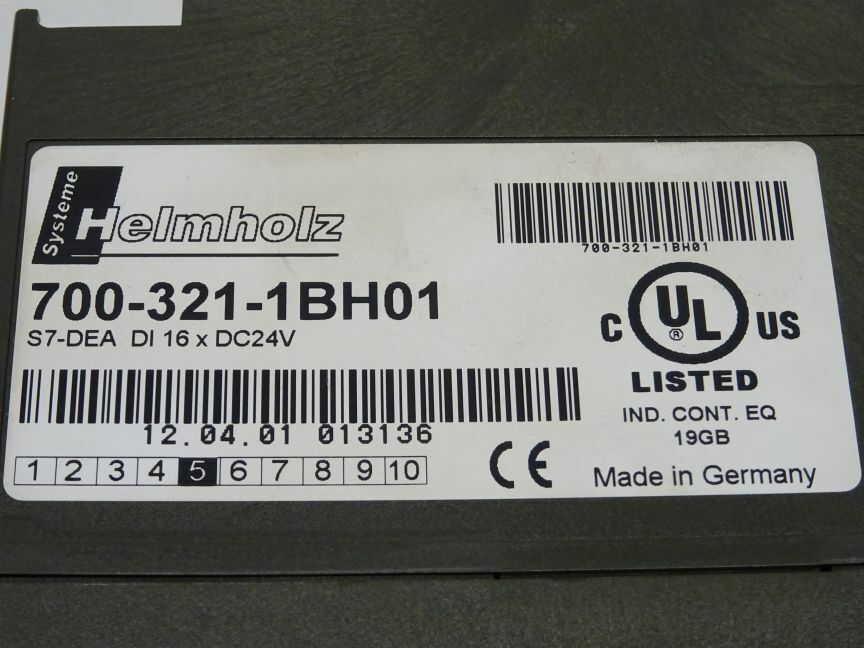 Systeme
Helmholz
700-321-1BH01
700-321-1BH01
S7-DEA DI 16 x DC24V
C UL ® US
LISTED
IND. CONT. EQ
19GB
12.04.01 013136
1 2 3 4 5 6 7 8 9 10
CE
Made in Germany